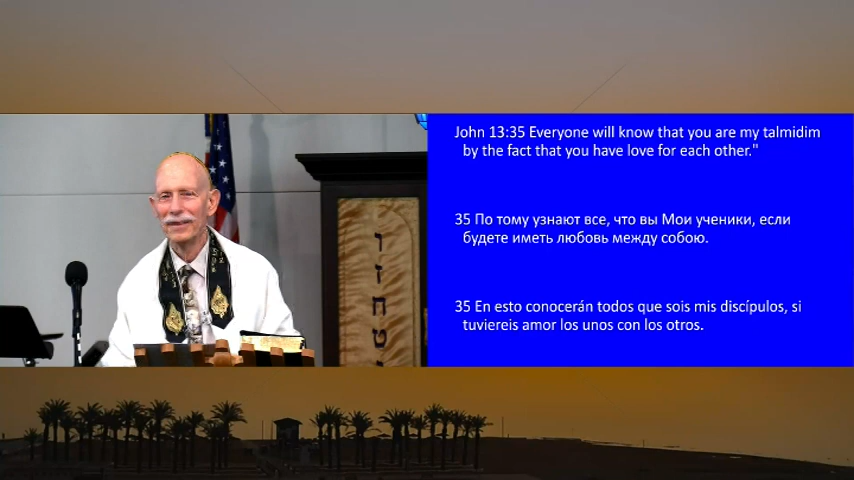 John 13:35 Everyone will know that you are my talmidim
by the fact that you have love for each other."
35 По тому узнают все, что вы Мои ученики, если
будете иметь любовь между собою.
35 En esto conocerán todos que sois mis discípulos, si
tuviereis amor los unos con los otros.
ו
ז
ח
ט